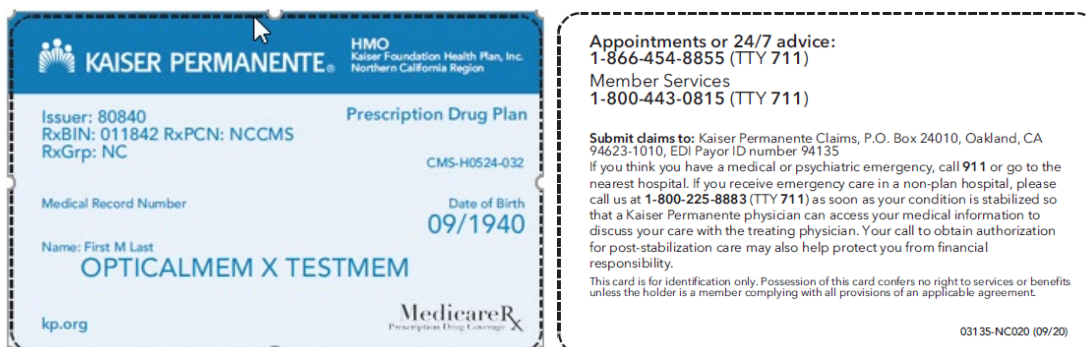 KAISER PERMANENTE®
HMO
Kaiser Foundation Health Plan, Inc.
Northern California Region
Issuer: 80840
RxBIN: 011842 RxPCN: NCCMS
RxGrp: NC
Prescription Drug Plan
CMS-H0524-032
Medical Record Number
Date of Birth
09/1940
Name: First M Last
OPTICALMEM X TESTMEM
kp.org
MedicareRx
Prescription Drug Coverage
Appointments or 24/7 advice:
1-866-454-8855 (TTY 711)
Member Services
1-800-443-0815 (TTY 711)
Submit claims to: Kaiser Permanente Claims, P.O. Box 24010, Oakland, CA
94623-1010, EDI Payor ID number 94135
If you think you have a medical or psychiatric emergency, call 911 or go to the
nearest hospital. If you receive emergency care in a non-plan hospital, please
call us at 1-800-225-8883 (TTY 711) as soon as your condition is stabilized so
that a Kaiser Permanente physician can access your medical information to
discuss your care with the treating physician. Your call to obtain authorization
for post-stabilization care may also help protect you from financial
responsibility.
This card is for identification only. Possession of this card confers no right to services or benefits
unless the holder is a member complying with all provisions of an applicable agreement.
03135-NC020 (09/20)